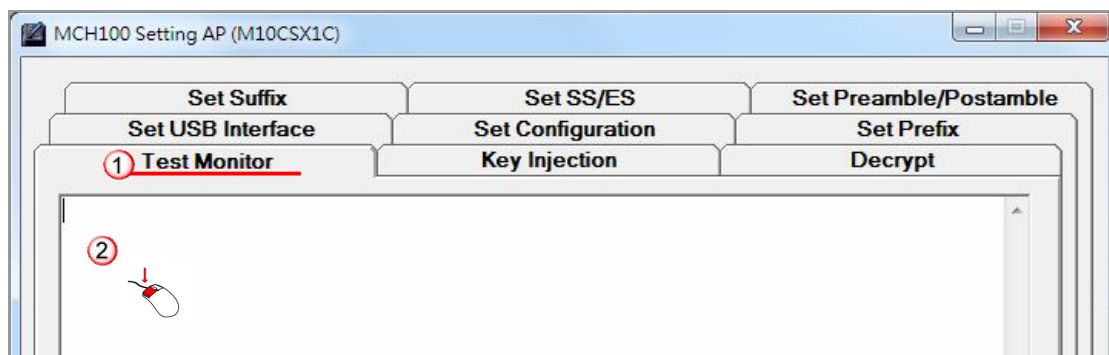 MCH100 Setting AP (M10CSX1C)
Set Suffix Set SS/ES Set Preamble/Postamble
Set USB Interface Set Configuration Set Prefix
1 Test Monitor Key Injection Decrypt
2